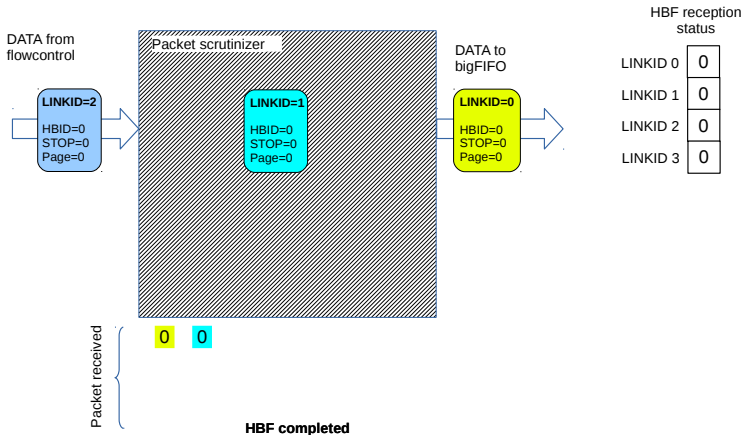 HBF reception
status
DATA from
flowcontrol
Packet scrutinizer
DATA to
bigFIFO
LINKID 0 0
LINKID 1 0
LINKID 2 0
LINKID 3 0
LINKID=2
HBID=0
STOP=0
Page=0
LINKID=1
HBID=0
STOP=0
Page=0
LINKID=0
HBID=0
STOP=0
Page=0
0 0
Packet received
HBF completed